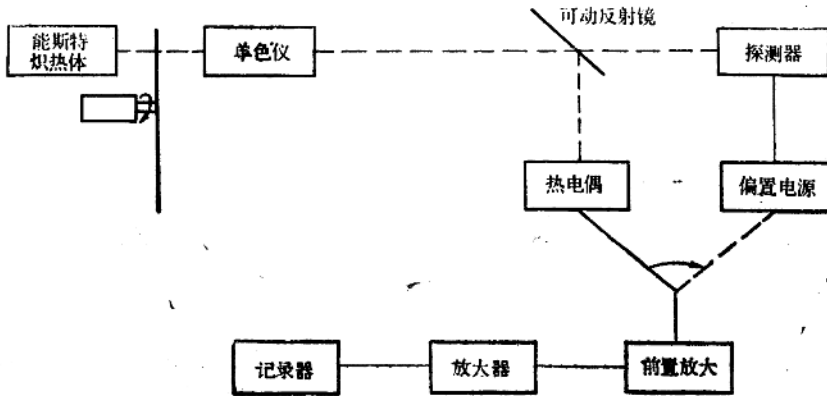 可动反射镜
能斯特
炽热体
单色仪
探测器
热电偶
偏置电源
记录器
放大器
前置放大